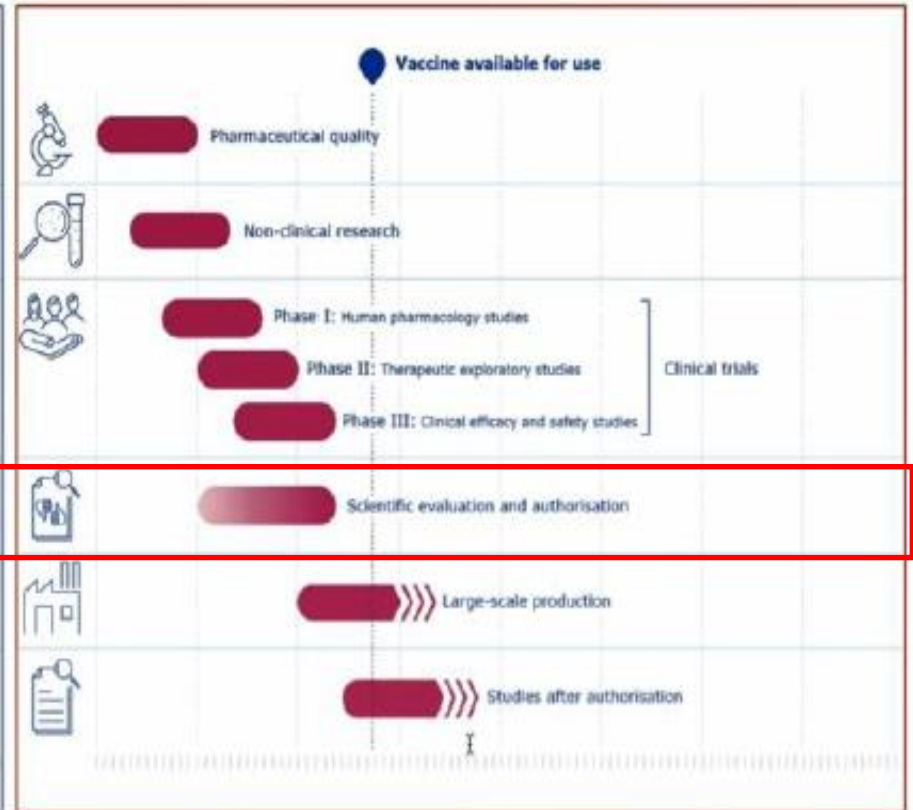 Vaccine available for use
Pharmaceutical quality
Non-clinical research
Phase I: Human pharmacology studies
Phase II: Therapeutic exploratory studies
Clinical trials
Phase III: Clinical efficacy and safety studies
Scientific evaluation and authorisation
Large-scale production
Studies after authorisation